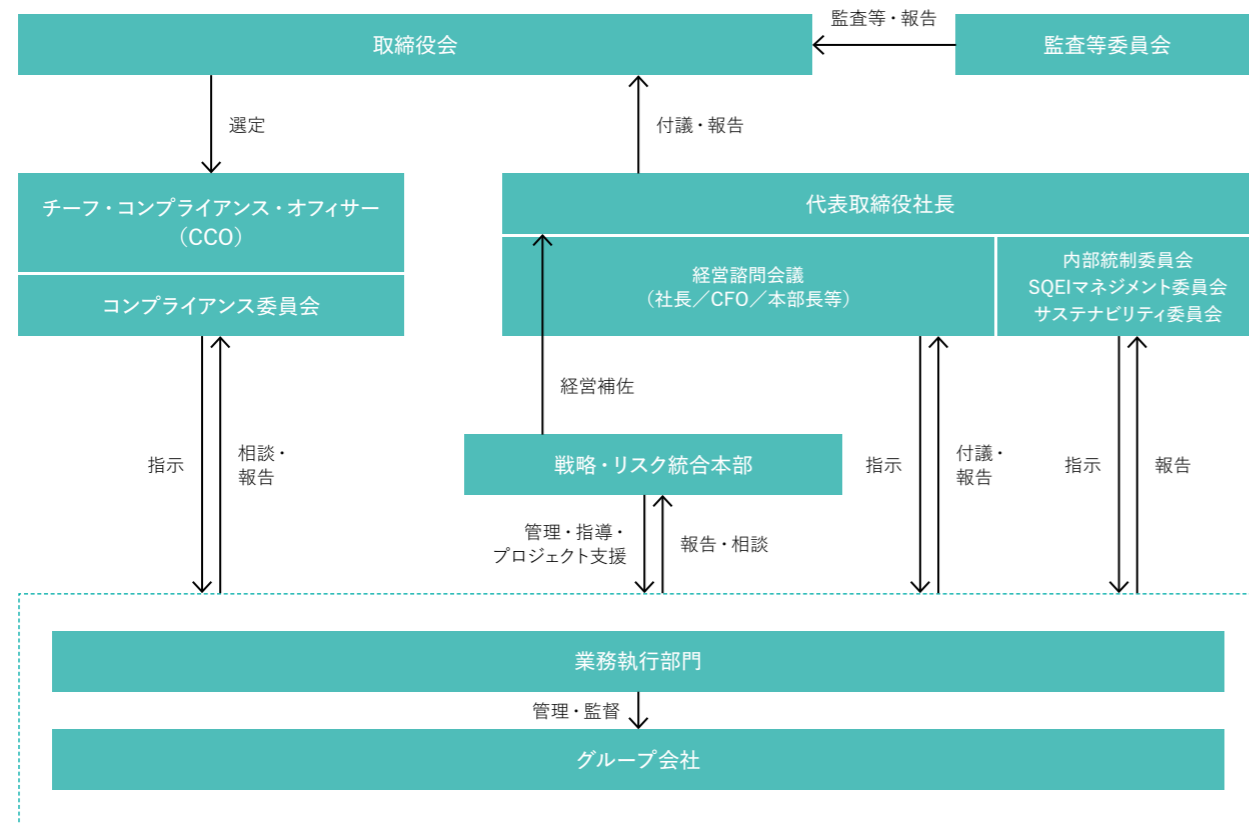 取締役会
監査等・報告
監査等委員会
選定
付議・報告
チーフ・コンプライアンス・オフィサー
（CCO）
コンプライアンス委員会
代表取締役社長
経営諮問会議
（社長／CFO／本部長等）
内部統制委員会
SQEIマネジメント委員会
サステナビリティ委員会
経営補佐
戦略・リスク統合本部
指示
相談・
報告
管理・指導・
プロジェクト支援
報告・相談
指示
付議・
報告
指示
報告
業務執行部門
管理・監督
グループ会社